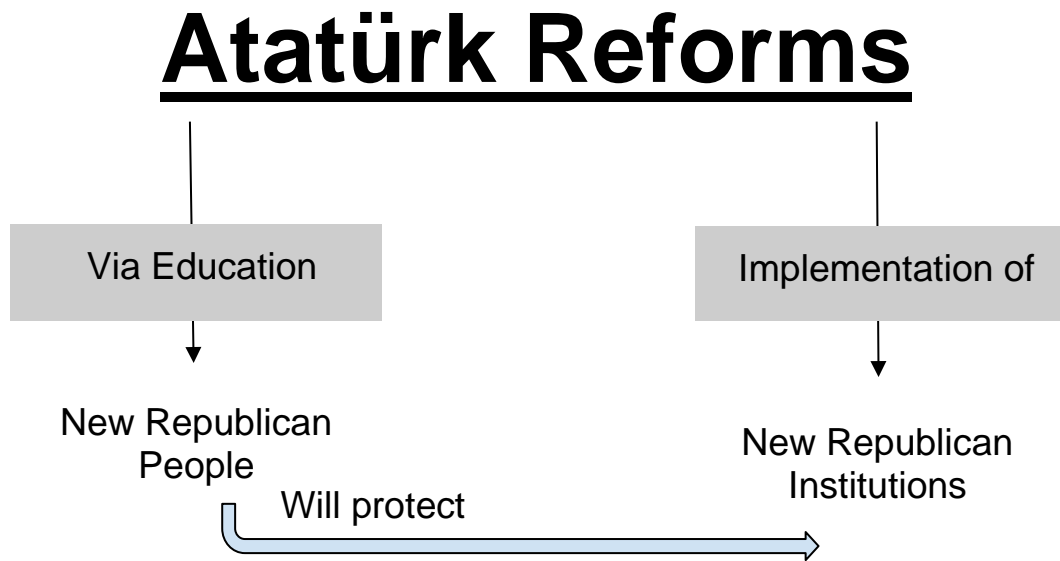 Atatürk Reforms
Via Education
Implementation of
New Republican
People
New Republican
Institutions
Will protect